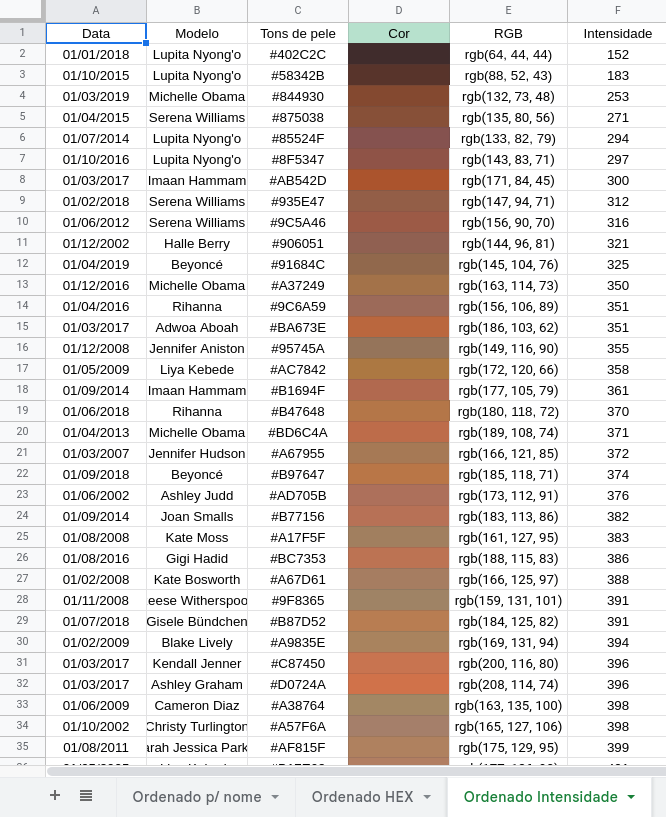 A B C D E F
1 Data Modelo Tons de pele Cor RGB Intensidade
2 01/01/2018 Lupita Nyong'o #402C2C rgb(64, 44, 44) 152
3 01/10/2015 Lupita Nyong'o #58342B rgb(88, 52, 43) 183
4 01/03/2019 Michelle Obama #844930 rgb(132, 73, 48) 253
5 01/04/2015 Serena Williams #875038 rgb(135, 80, 56) 271
6 01/07/2014 Lupita Nyong'o #85524F rgb(133, 82, 79) 294
7 01/10/2016 Lupita Nyong'o #8F5347 rgb(143, 83, 71) 297
8 01/03/2017 Imaan Hammam #AB542D rgb(171, 84, 45) 300
9 01/02/2018 Serena Williams #935E47 rgb(147, 94, 71) 312
10 01/06/2012 Serena Williams #9C5A46 rgb(156, 90, 70) 316
11 01/12/2002 Halle Berry #906051 rgb(144, 96, 81) 321
12 01/04/2019 Beyoncé #91684C rgb(145, 104, 76) 325
13 01/12/2016 Michelle Obama #A37249 rgb(163, 114, 73) 350
14 01/04/2016 Rihanna #9C6A59 rgb(156, 106, 89) 351
15 01/03/2017 Adwoa Aboah #BA673E rgb(186, 103, 62) 351
16 01/12/2008 Jennifer Aniston #95745A rgb(149, 116, 90) 355
17 01/05/2009 Liya Kebede #AC7842 rgb(172, 120, 66) 358
18 01/09/2014 Imaan Hammam #B1694F rgb(177, 105, 79) 361
19 01/06/2018 Rihanna #B47648 rgb(180, 118, 72) 370
20 01/04/2013 Michelle Obama #BD6C4A rgb(189, 108, 74) 371
21 01/03/2007 Jennifer Hudson #A67955 rgb(166, 121, 85) 372
22 01/09/2018 Beyoncé #B97647 rgb(185, 118, 71) 374
23 01/06/2002 Ashley Judd #AD705B rgb(173, 112, 91) 376
24 01/09/2014 Joan Smalls #B77156 rgb(183, 113, 86) 382
25 01/08/2008 Kate Moss #A17F5F rgb(161, 127, 95) 383
26 01/08/2016 Gigi Hadid #BC7353 rgb(188, 115, 83) 386
27 01/02/2008 Kate Bosworth #A67D61 rgb(166, 125, 97) 388
28 01/11/2008 eese Witherspoo #9F8365 rgb(159, 131, 101) 391
29 01/07/2018 Gisele Bündchen #B87D52 rgb(184, 125, 82) 391
30 01/02/2009 Blake Lively #A9835E rgb(169, 131, 94) 394
31 01/03/2017 Kendall Jenner #C87450 rgb(200, 116, 80) 396
32 01/03/2017 Ashley Graham #D0724A rgb(208, 114, 74) 396
33 01/06/2009 Cameron Diaz #A38764 rgb(163, 135, 100) 398
34 01/10/2002 Christy Turlington #A57F6A rgb(165, 127, 106) 398
35 01/08/2011 arah Jessica Park #AF815F rgb(175, 129, 95) 399
Ordenado p/ nome Ordenado HEX Ordenado Intensidade